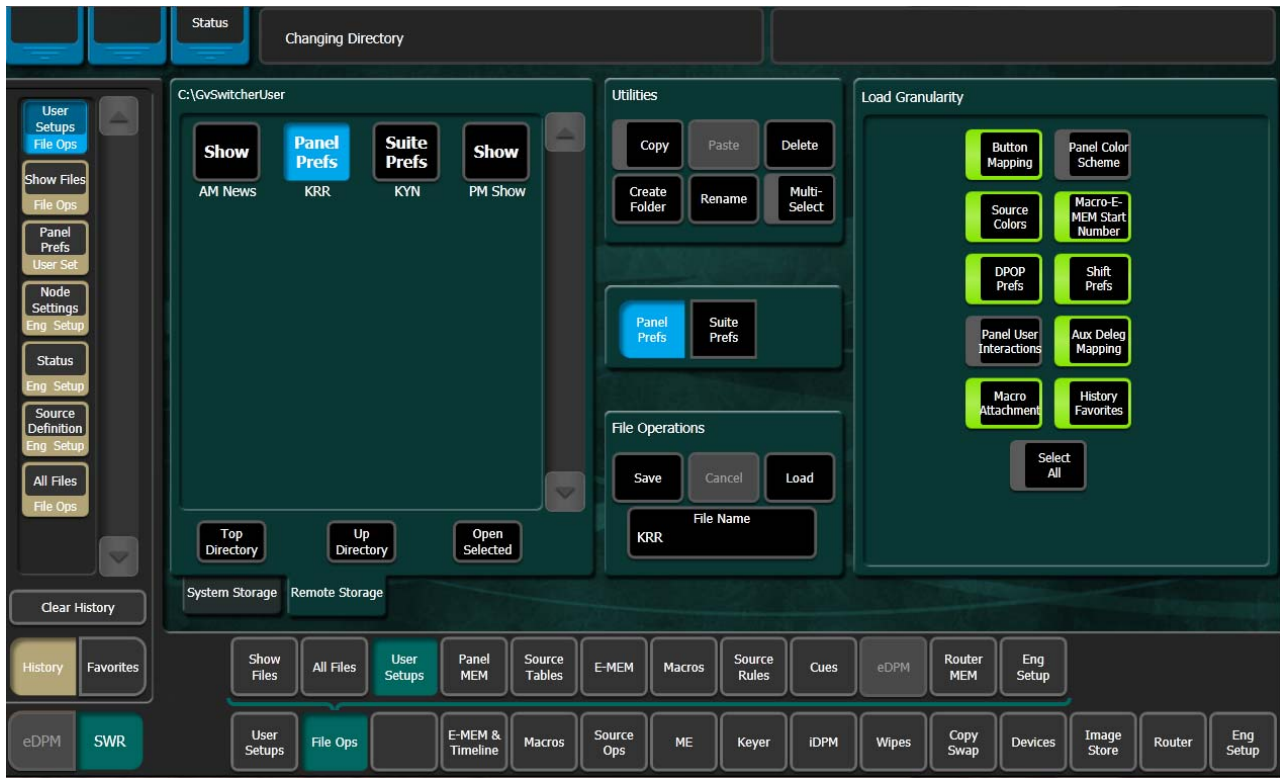 Status
Changing Directory
User
Setups
File Ops
Show Files
File Ops
Panel
Prefs
User Set
Node
Settings
Eng Setup
Status
Eng Setup
Source
Definition
Eng Setup
All Files
File Ops
Clear History
History
Favorites
eDPM
SWR
C:\GvSwitcherUser
Show
AM News
Panel
Prefs
KRR
Suite
Prefs
KYN
Show
PM Show
Top
Directory
Up
Directory
Open
Selected
System Storage
Remote Storage
Utilities
Copy
Paste
Delete
Create
Folder
Rename
Multi-
Select
Panel
Prefs
Suite
Prefs
File Operations
Save
Cancel
Load
File Name
KRR
Load Granularity
Button
Mapping
Panel Color
Scheme
Source
Colors
Macro-E-
MEM Start
Number
DPOP
Prefs
Shift
Prefs
Panel User
Interactions
Aux Deleg
Mapping
Macro
Attachment
History
Favorites
Select
All
Show
Files
All Files
User
Setups
Panel
MEM
Source
Tables
E-MEM
Macros
Source
Rules
Cues
eDPM
Router
MEM
Eng
Setup
User
Setups
File Ops
E-MEM &
Timeline
Macros
Source
Ops
ME
Keyer
iDPM
Wipes
Copy
Swap
Devices
Image
Store
Router
Eng
Setup